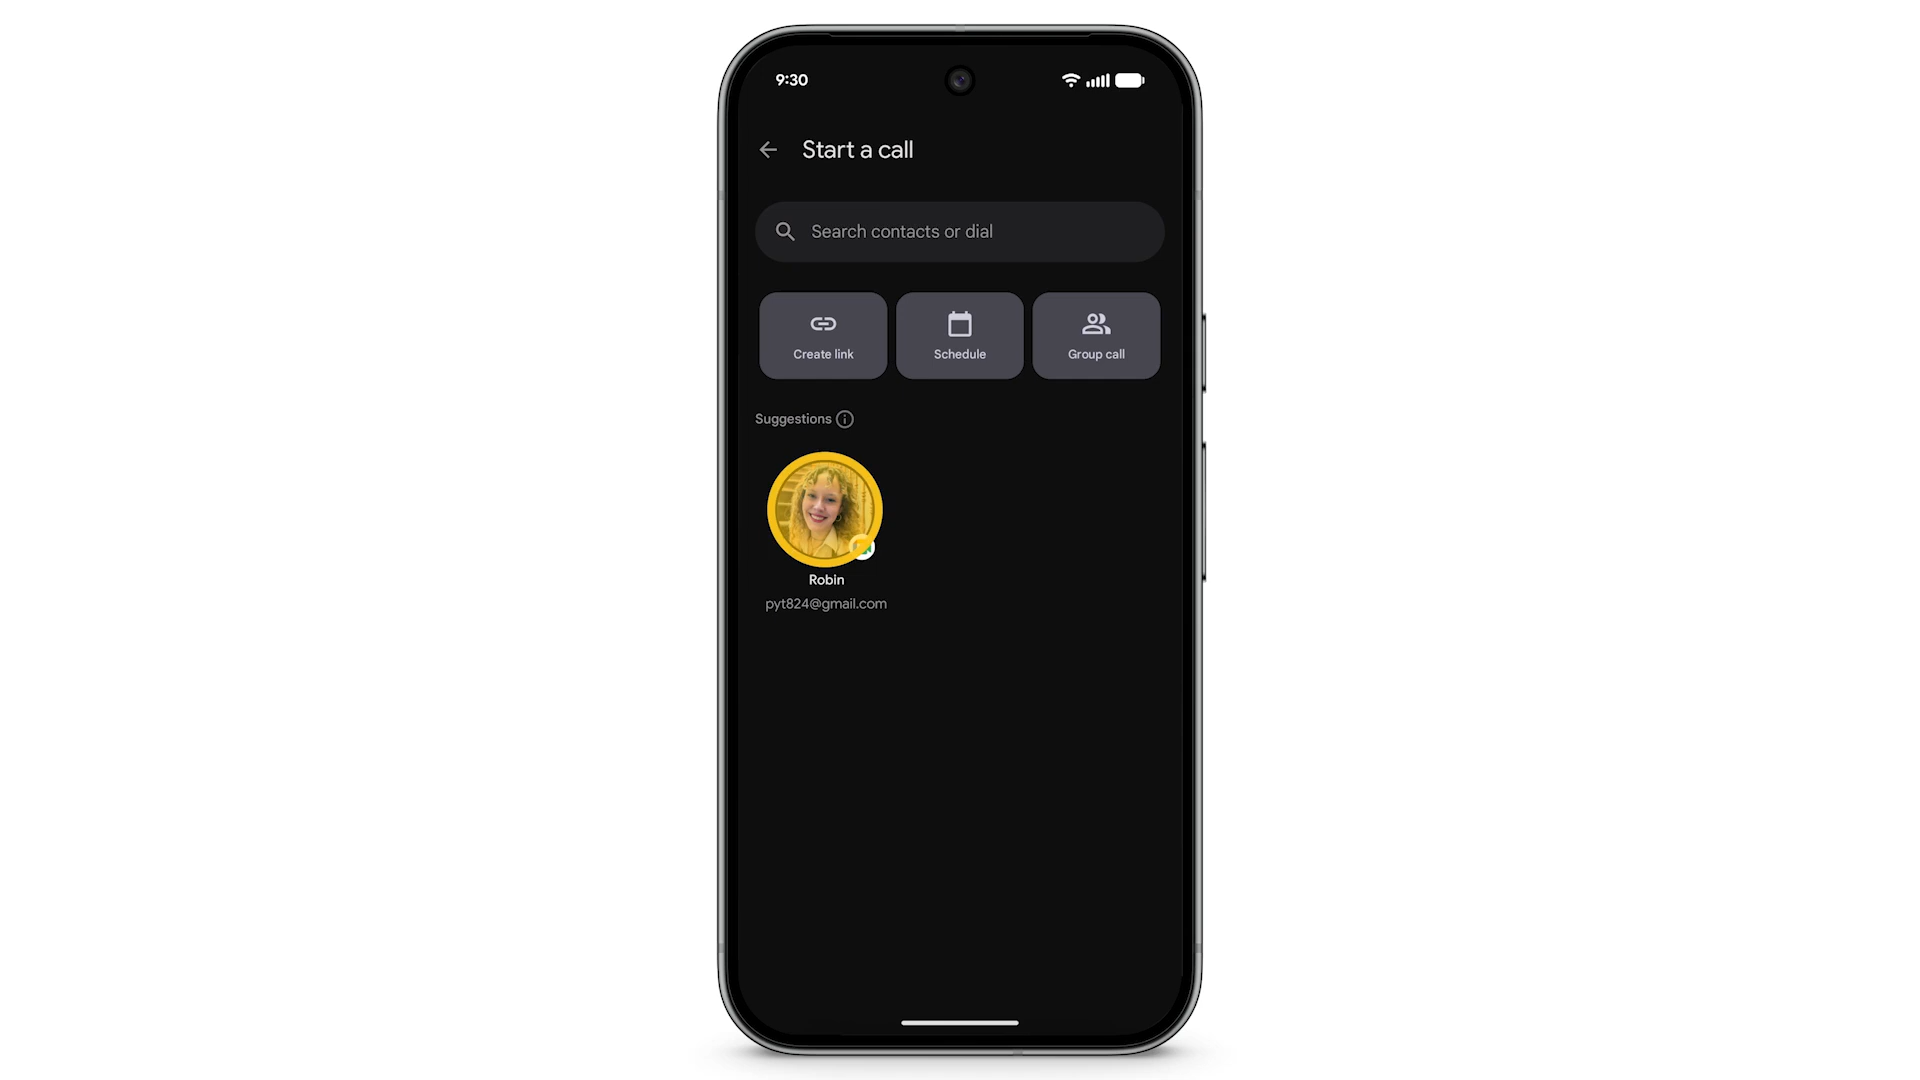 9:30
Start a call
Search contacts or dial
Create link
Schedule
Group call
Suggestions
Robin
pyt824@gmail.com